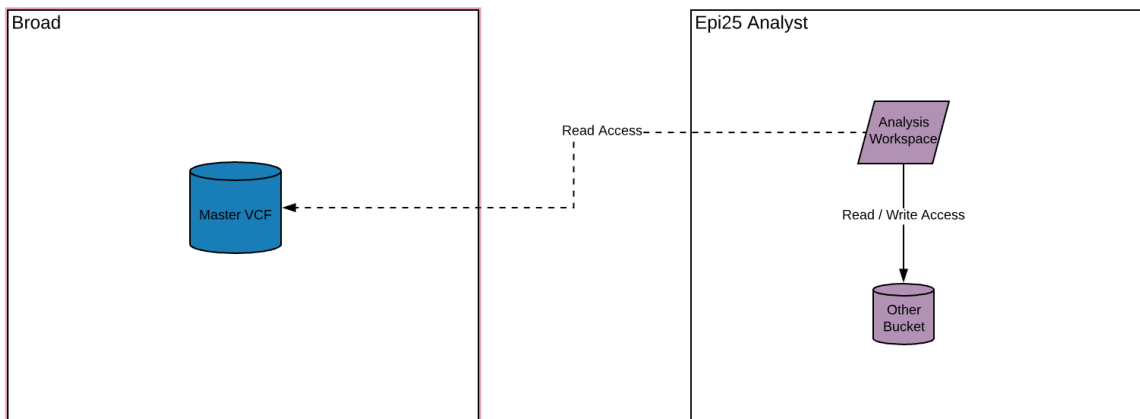 Broad
Epi25 Analyst
Analysis
Workspace
Read Access
Master VCF
Read / Write Access
Other
Bucket